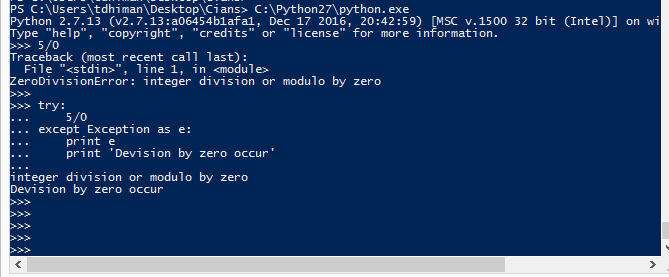 PS C:\Users\tdhiman\Desktop\Cians> C:\Python27\python.exe
Python 2.7.13 (v2.7.13:a06454b1afa1, Dec 17 2016, 20:42:59) [MSC v.1500 32 bit (Intel)] on wi
Type "help", "copyright", "credits" or "license" for more information.
>>> 5/0
Traceback (most recent call last):
  File "<stdin>", line 1, in <module>
ZeroDivisionError: integer division or modulo by zero
>>>
>>> try:
...     5/0
... except Exception as e:
...     print e
...     print 'Devision by zero occur'
...
integer division or modulo by zero
Devision by zero occur
>>>
>>>
>>>
>>>
>>>